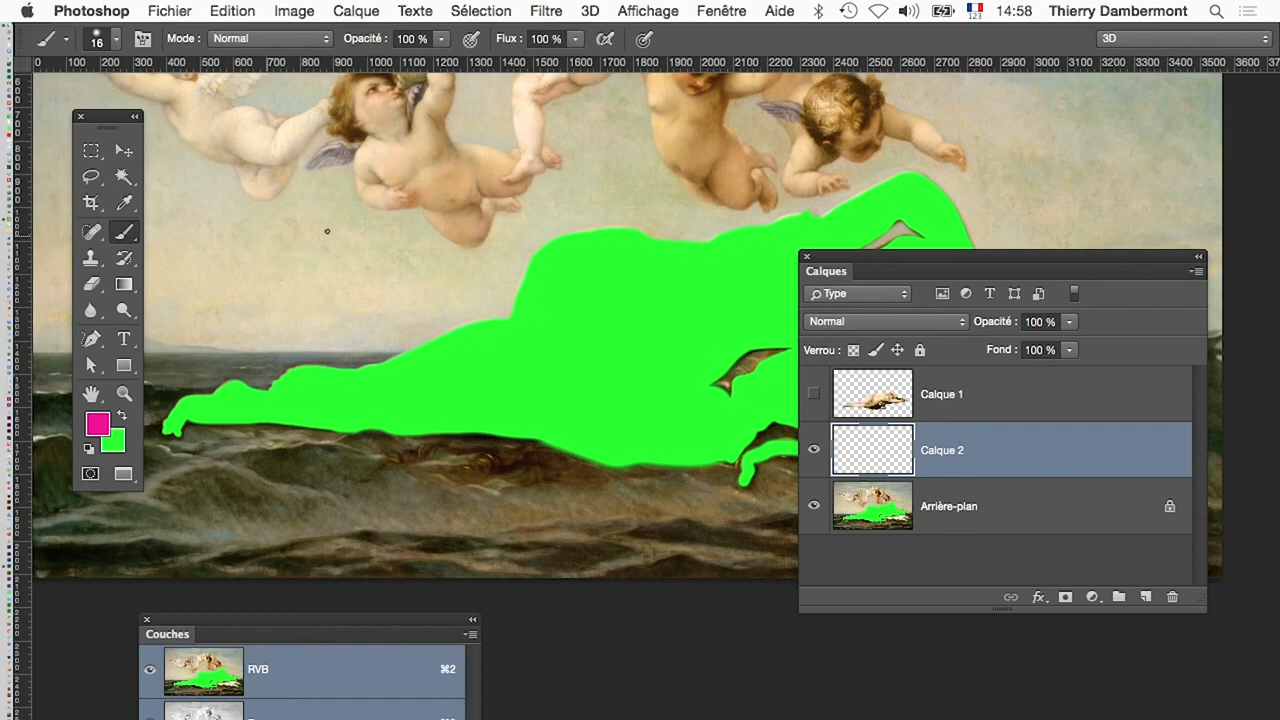 Photoshop Fichier Edition Image Calque Texte Sélection Filtre 3D Affichage Fenêtre Aide 123 14:58 Thierry Dambermont
16 Mode : Normal Opacité : 100 % Flux : 100 % 3D
0 100 200 300 400 500 600 700 800 900 1000 1100 1200 1300 1400 1500 1600 1700 1800 1900 2000 2100 2200 2300 2400 2500 2600 2700 2800 2900 3000 3100 3200 3300 3400 3500 3600
Calques
Type
Normal Opacité : 100 %
Verrou : Fond : 100 %
Calque 1
Calque 2
Arrière-plan
fx
Couches
RVB ⌘2